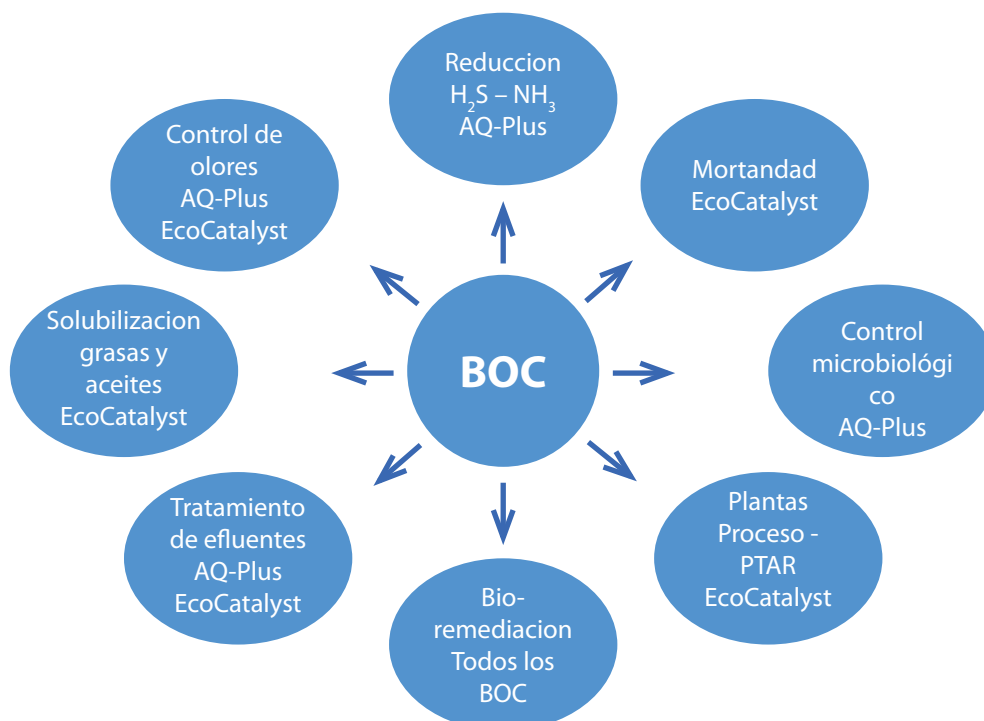 Reduccion
H₂S – NH₃
AQ-Plus
Control de
olores
AQ-Plus
EcoCatalyst
Mortandad
EcoCatalyst
Solubilizacion
grasas y
aceites
EcoCatalyst
BOC
Control
microbiológi
co
AQ-Plus
Tratamiento
de efluentes
AQ-Plus
EcoCatalyst
Plantas
Proceso -
PTAR
EcoCatalyst
Bio-
remediacion
Todos los
BOC